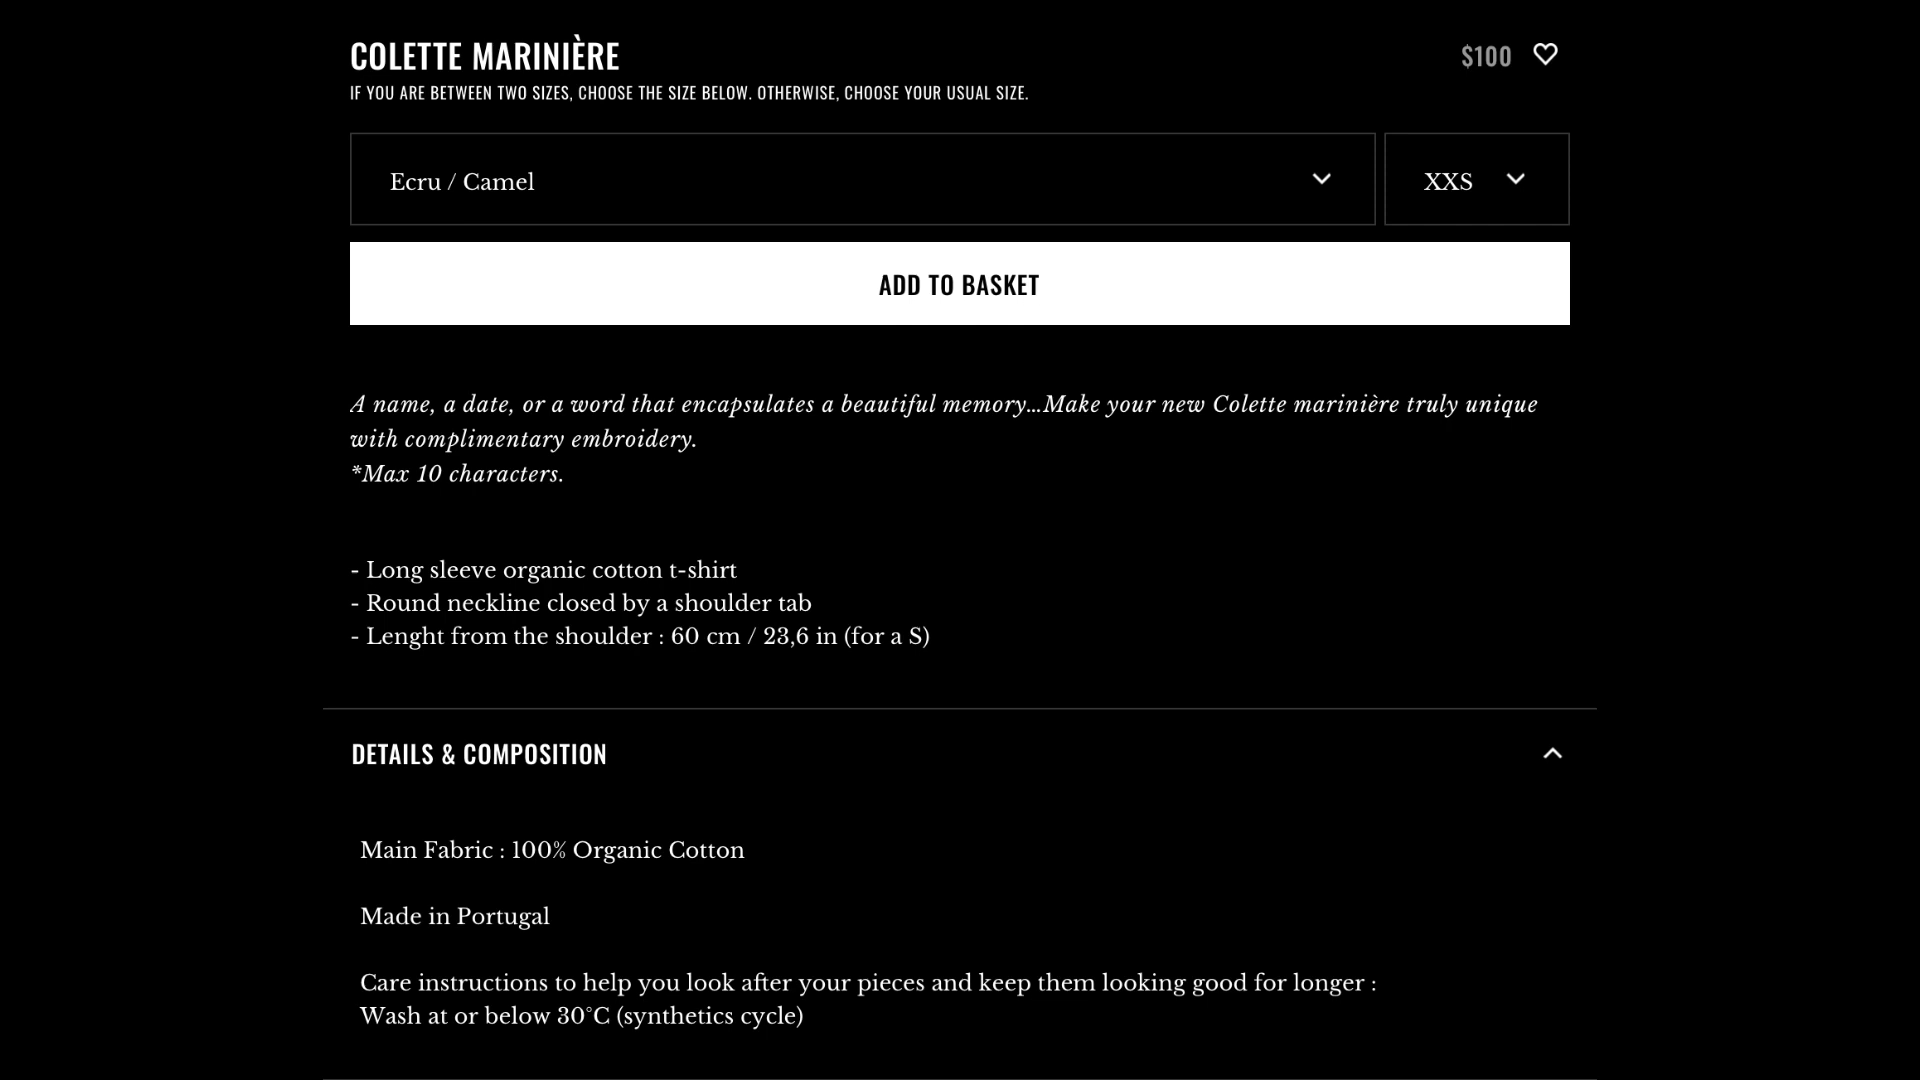 COLETTE MARINIÈRE
$100
IF YOU ARE BETWEEN TWO SIZES, CHOOSE THE SIZE BELOW. OTHERWISE, CHOOSE YOUR USUAL SIZE.
Ecru / Camel
XXS
ADD TO BASKET
A name, a date, or a word that encapsulates a beautiful memory...Make your new Colette marinière truly unique
with complimentary embroidery.
*Max 10 characters.
- Long sleeve organic cotton t-shirt
- Round neckline closed by a shoulder tab
- Lenght from the shoulder : 60 cm / 23,6 in (for a S)
DETAILS & COMPOSITION
Main Fabric : 100% Organic Cotton
Made in Portugal
Care instructions to help you look after your pieces and keep them looking good for longer :
Wash at or below 30°C (synthetics cycle)